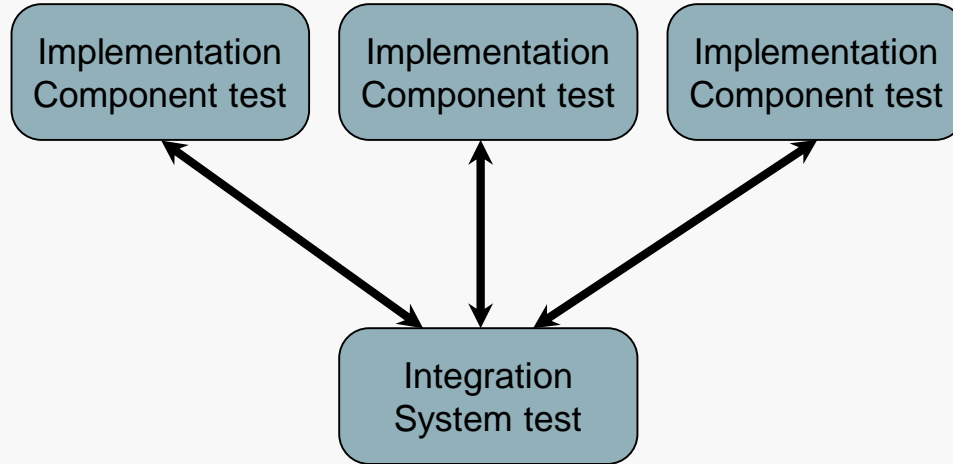 Implementation
Component test
Implementation
Component test
Implementation
Component test
Integration
System test